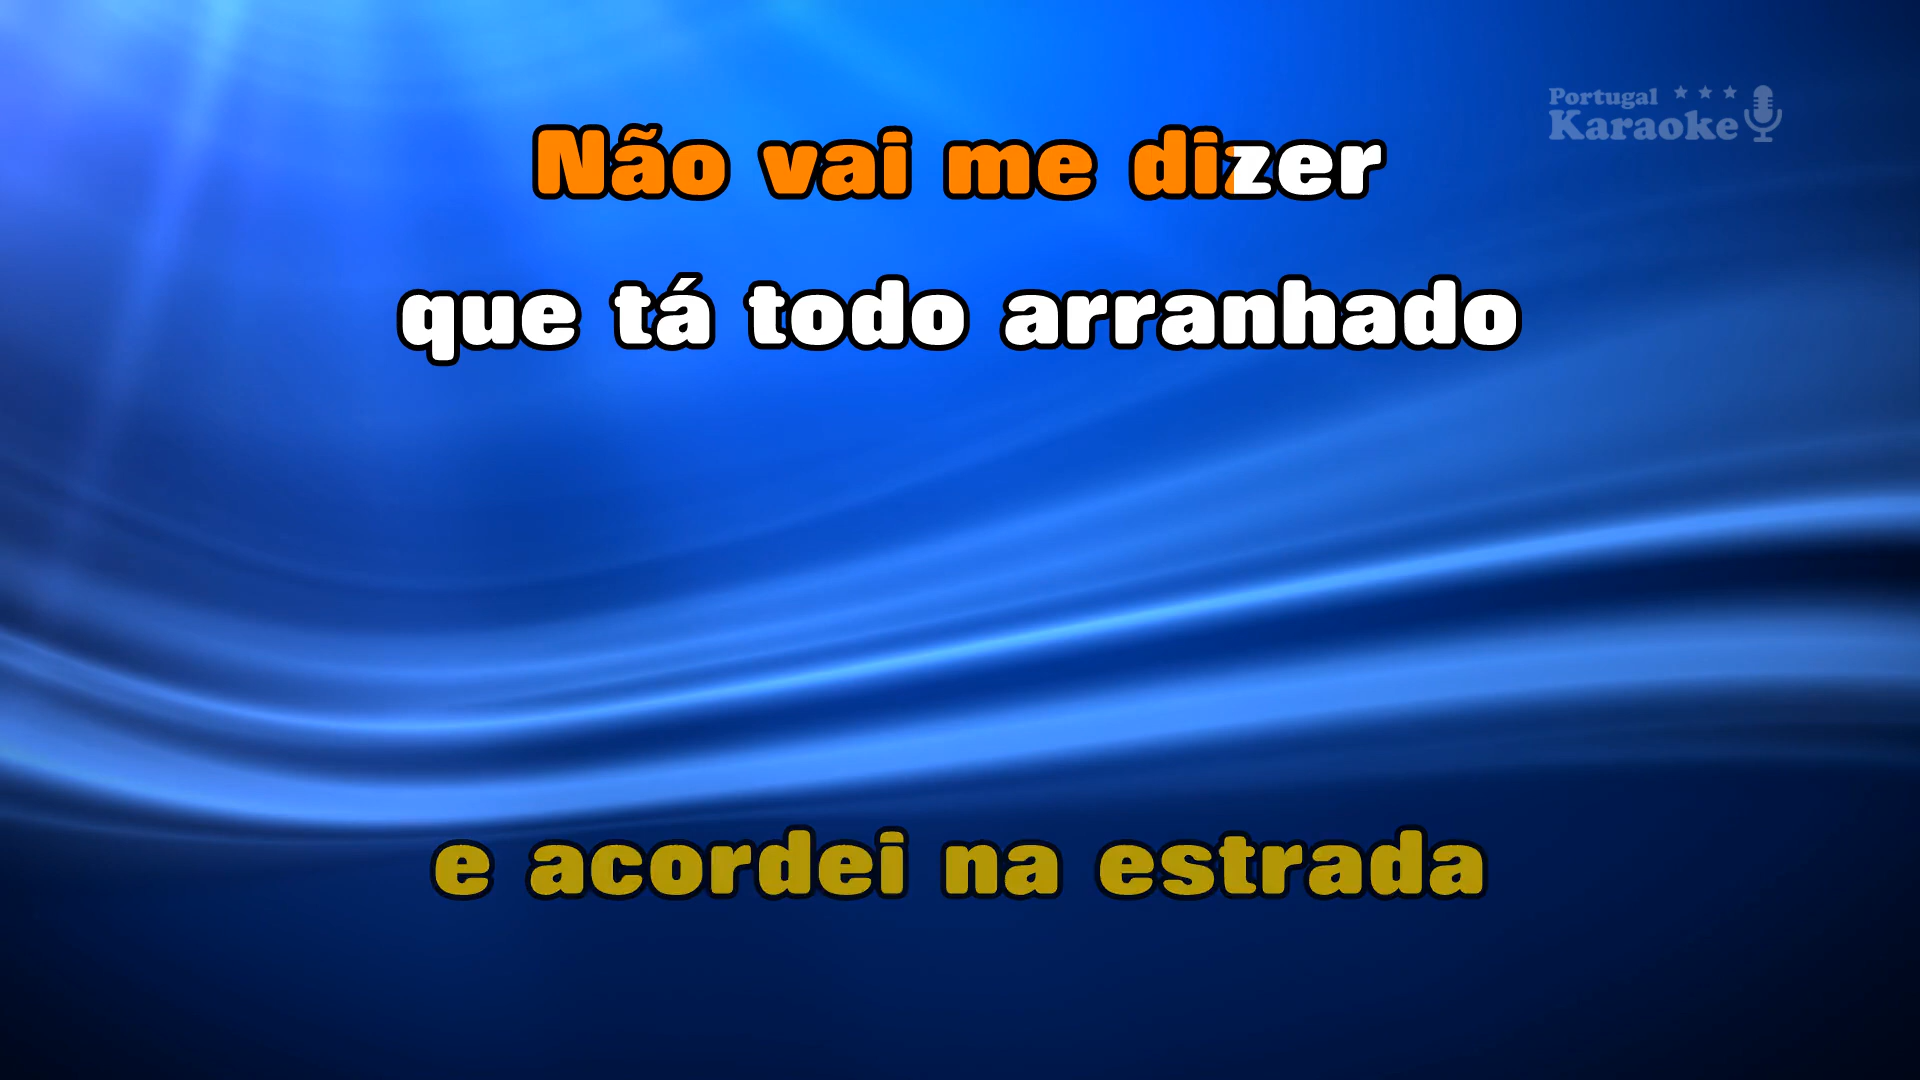 Portugal
Karaoke
Não vai me dizer
que tá todo arranhado
e acordei na estrada